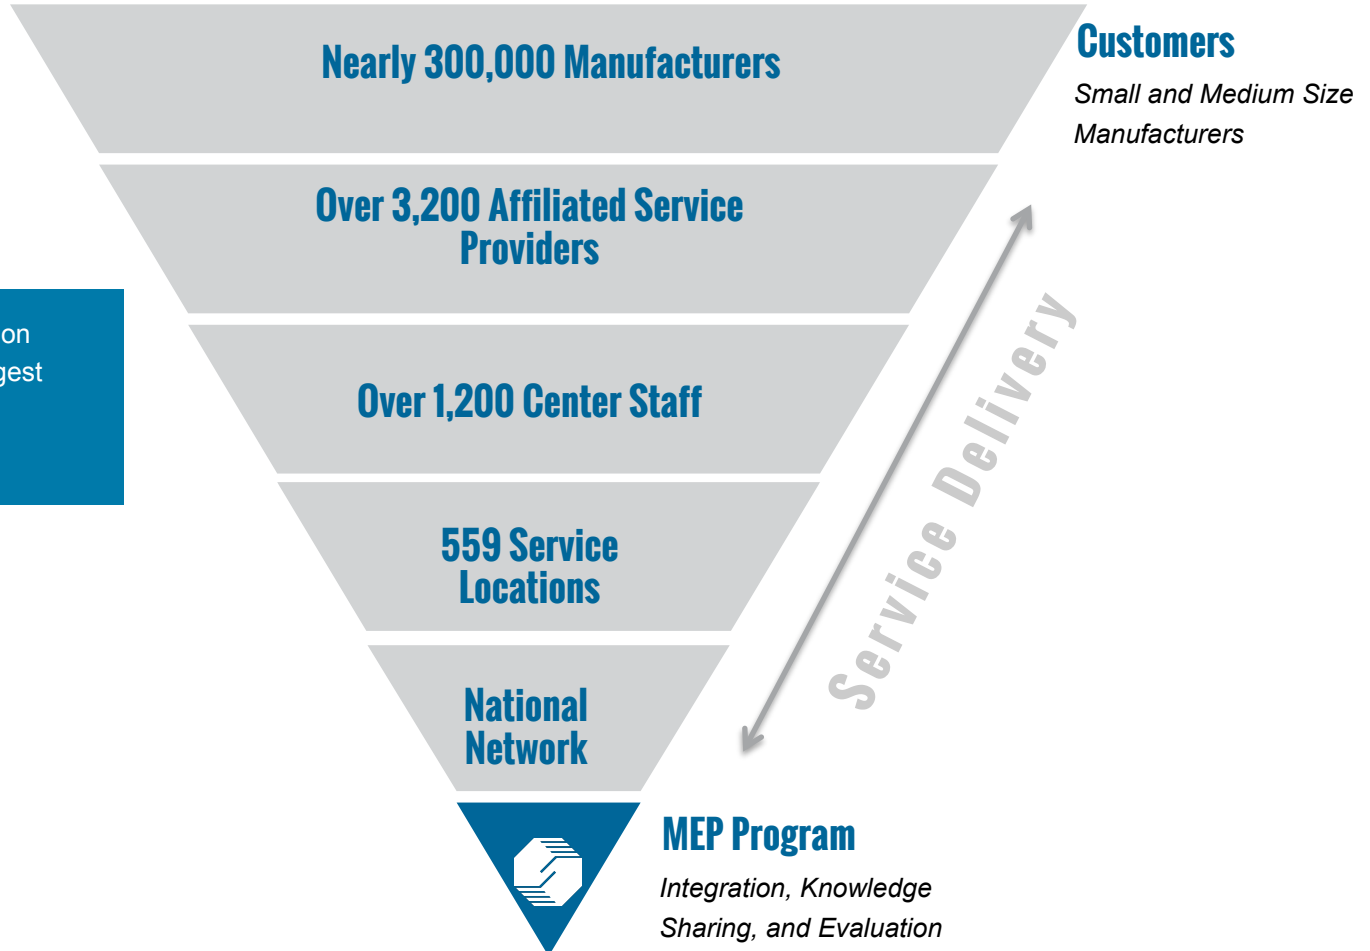 Nearly 300,000 Manufacturers
Customers
Small and Medium Size
Manufacturers
Over 3,200 Affiliated Service
Providers
on
gest
Over 1,200 Center Staff
559 Service
Locations
Service Delivery
National
Network
MEP Program
Integration, Knowledge
Sharing, and Evaluation